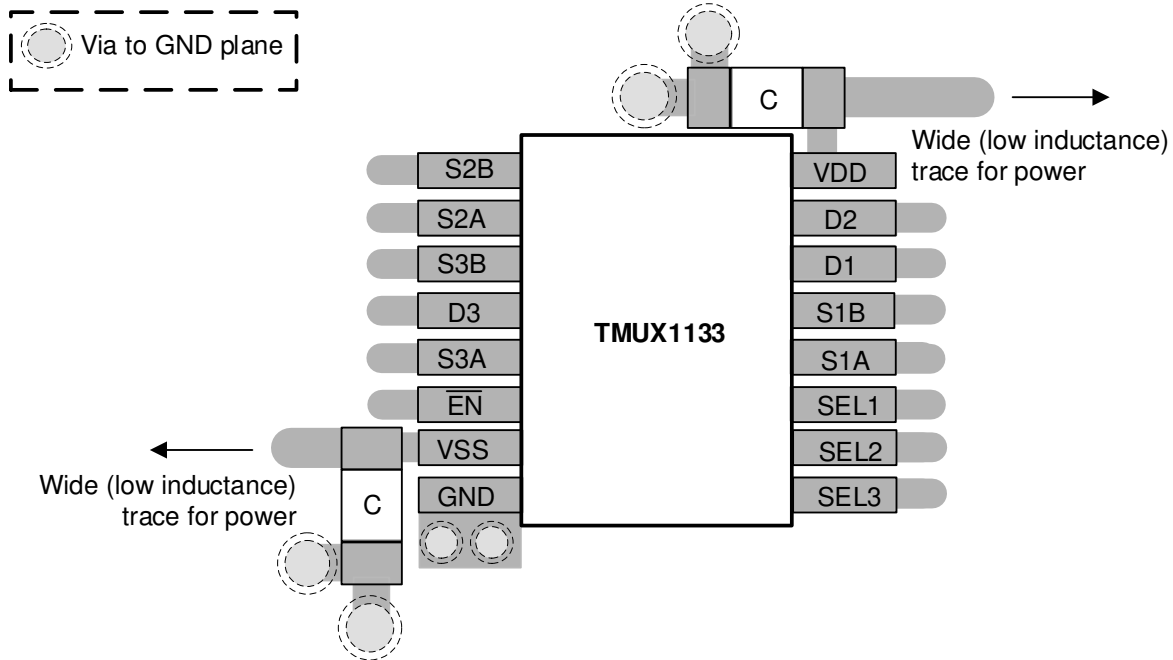 Via to GND plane
C
Wide (low inductance)
trace for power
S2B
VDD
S2A
D2
S3B
D1
D3
S1B
TMUX1133
S3A
S1A
EN
SEL1
VSS
SEL2
Wide (low inductance)
trace for power
C
GND
SEL3